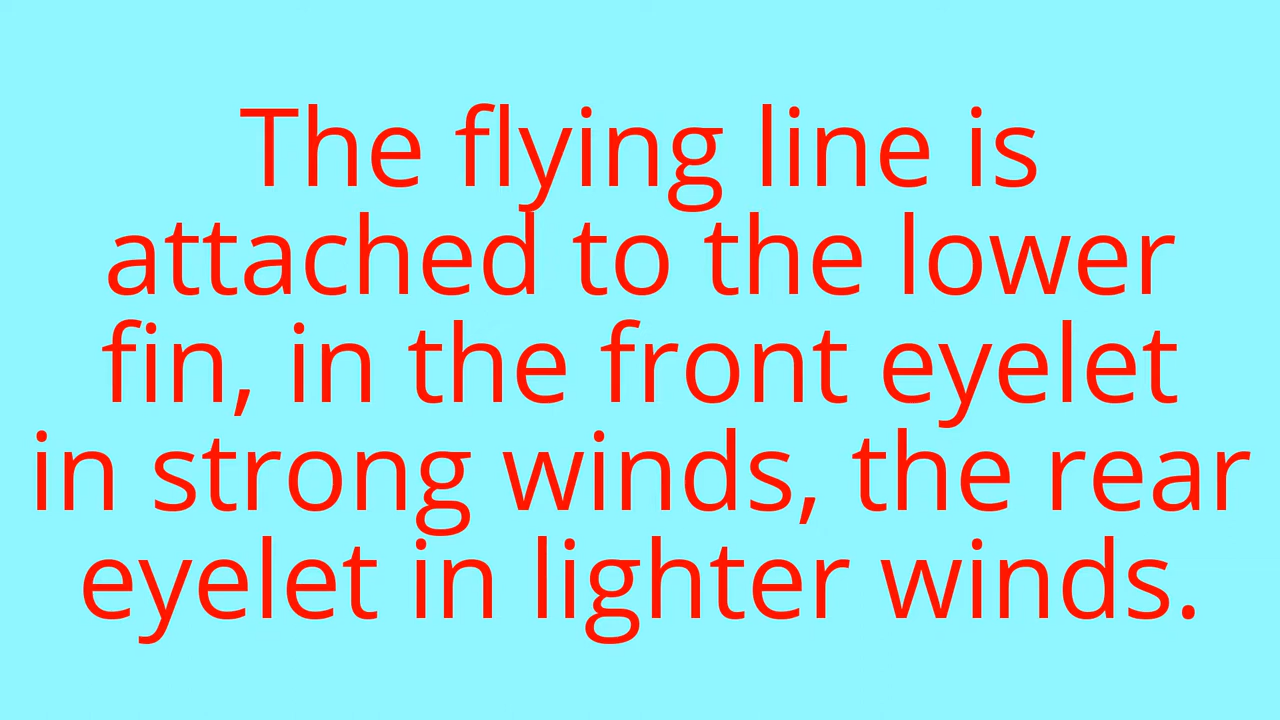 The flying line is
attached to the lower
fin, in the front eyelet
in strong winds, the rear
eyelet in lighter winds.